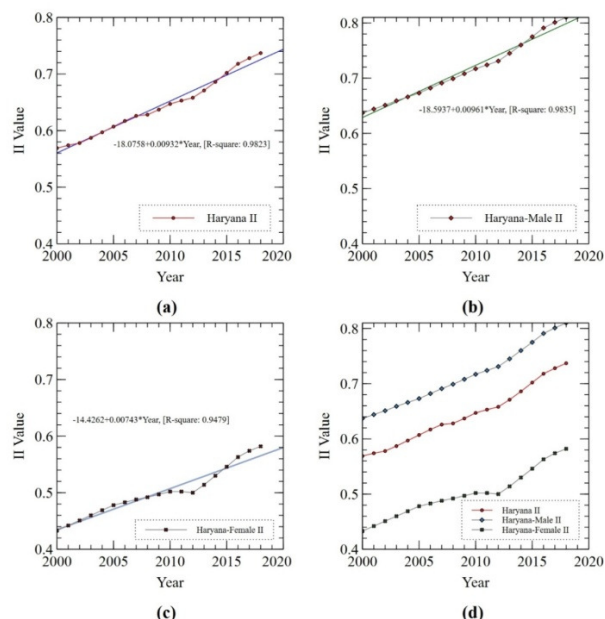 0.8
0.7
0.6
0.5
0.4
II Value
-18.0758+0.00932*Year, [R-square: 0.9823]
Haryana II
2000 2005 2010 2015 2020
Year
(a)
0.8
0.7
0.6
0.5
0.4
II Value
-18.5937+0.00961*Year, [R-square: 0.9835]
Haryana-Male II
2000 2005 2010 2015 2020
Year
(b)
0.8
0.7
0.6
0.5
0.4
II Value
-14.4262+0.00743*Year, [R-square: 0.9479]
Haryana-Female II
2000 2005 2010 2015 2020
Year
(c)
0.8
0.7
0.6
0.5
0.4
II Value
Haryana II
Haryana-Male II
Haryana-Female II
2000 2005 2010 2015 2020
Year
(d)